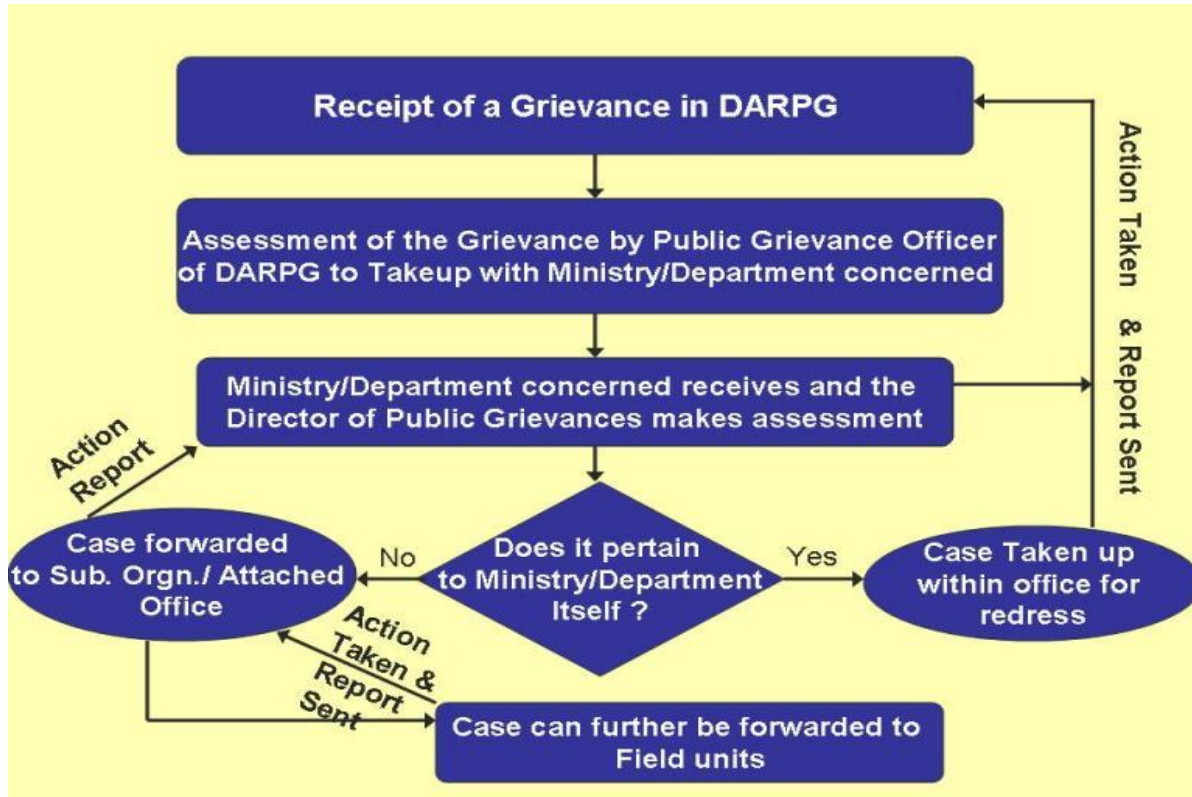 Receipt of a Grievance in DARPG
Assessment of the Grievance by Public Grievance Officer
of DARPG to Takeup with Ministry/Department concerned
Ministry/Department concerned receives and the
Director of Public Grievances makes assessment
Action Taken & Report Sent
Action
Report
Does it pertain
to Ministry/Department
Itself ?
No
Yes
Case forwarded
to Sub. Orgn./ Attached
Office
Case Taken up
within office for
redress
Action
Taken &
Report
Sent
Case can further be forwarded to
Field units